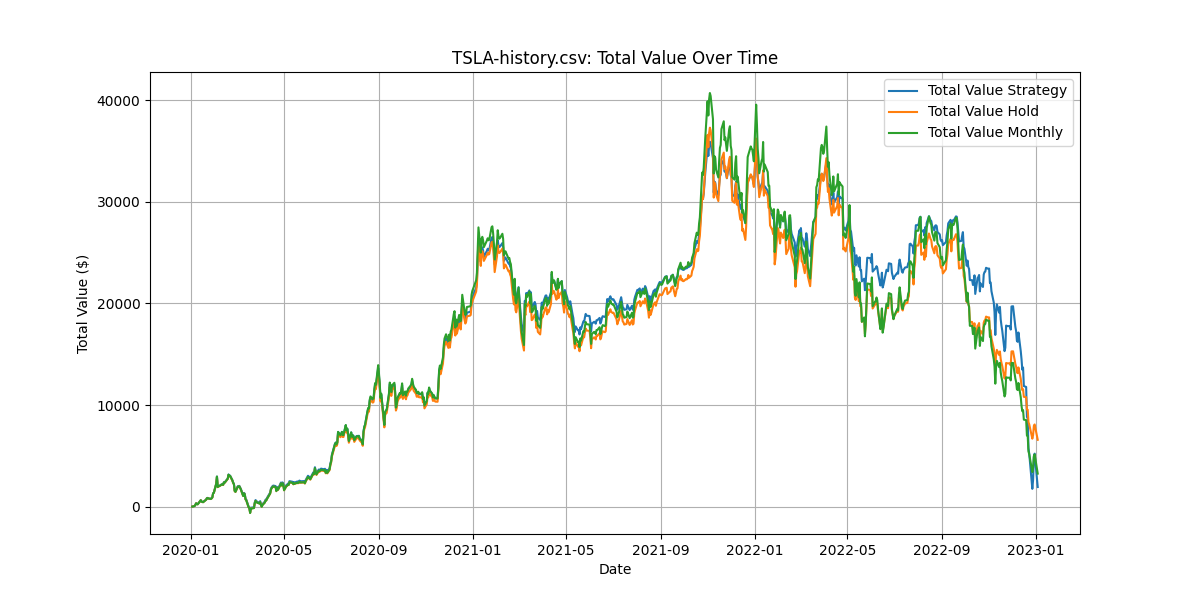 TSLA-history.csv: Total Value Over Time
Total Value Strategy
Total Value Hold
Total Value Monthly
Total Value ($)
40000
30000
20000
10000
0
2020-01 2020-05 2020-09 2021-01 2021-05 2021-09 2022-01 2022-05 2022-09 2023-01
Date